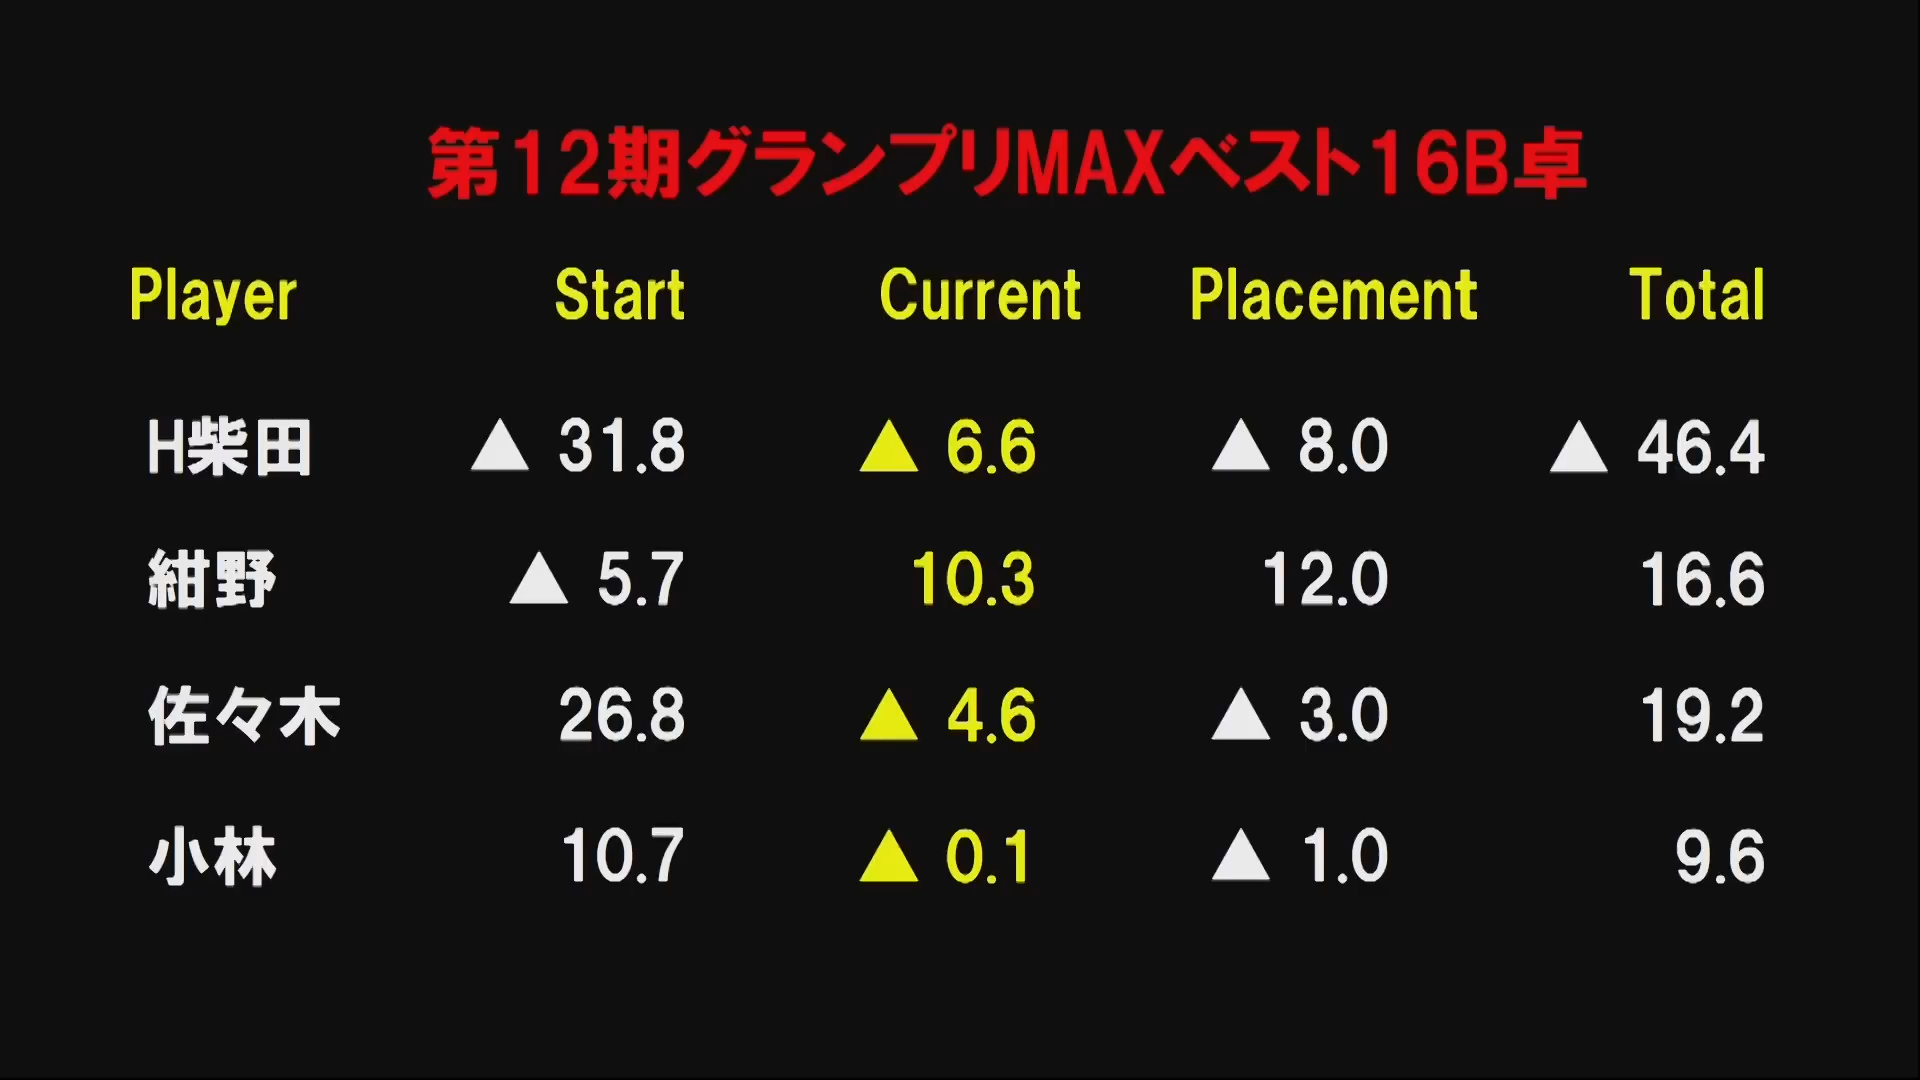 第12期グランプリMAXベスト16B卓
Player Start Current Placement Total
H柴田 ▲ 31.8 ▲ 6.6 ▲ 8.0 ▲ 46.4
紺野 ▲ 5.7 10.3 12.0 16.6
佐々木 26.8 ▲ 4.6 ▲ 3.0 19.2
小林 10.7 ▲ 0.1 ▲ 1.0 9.6